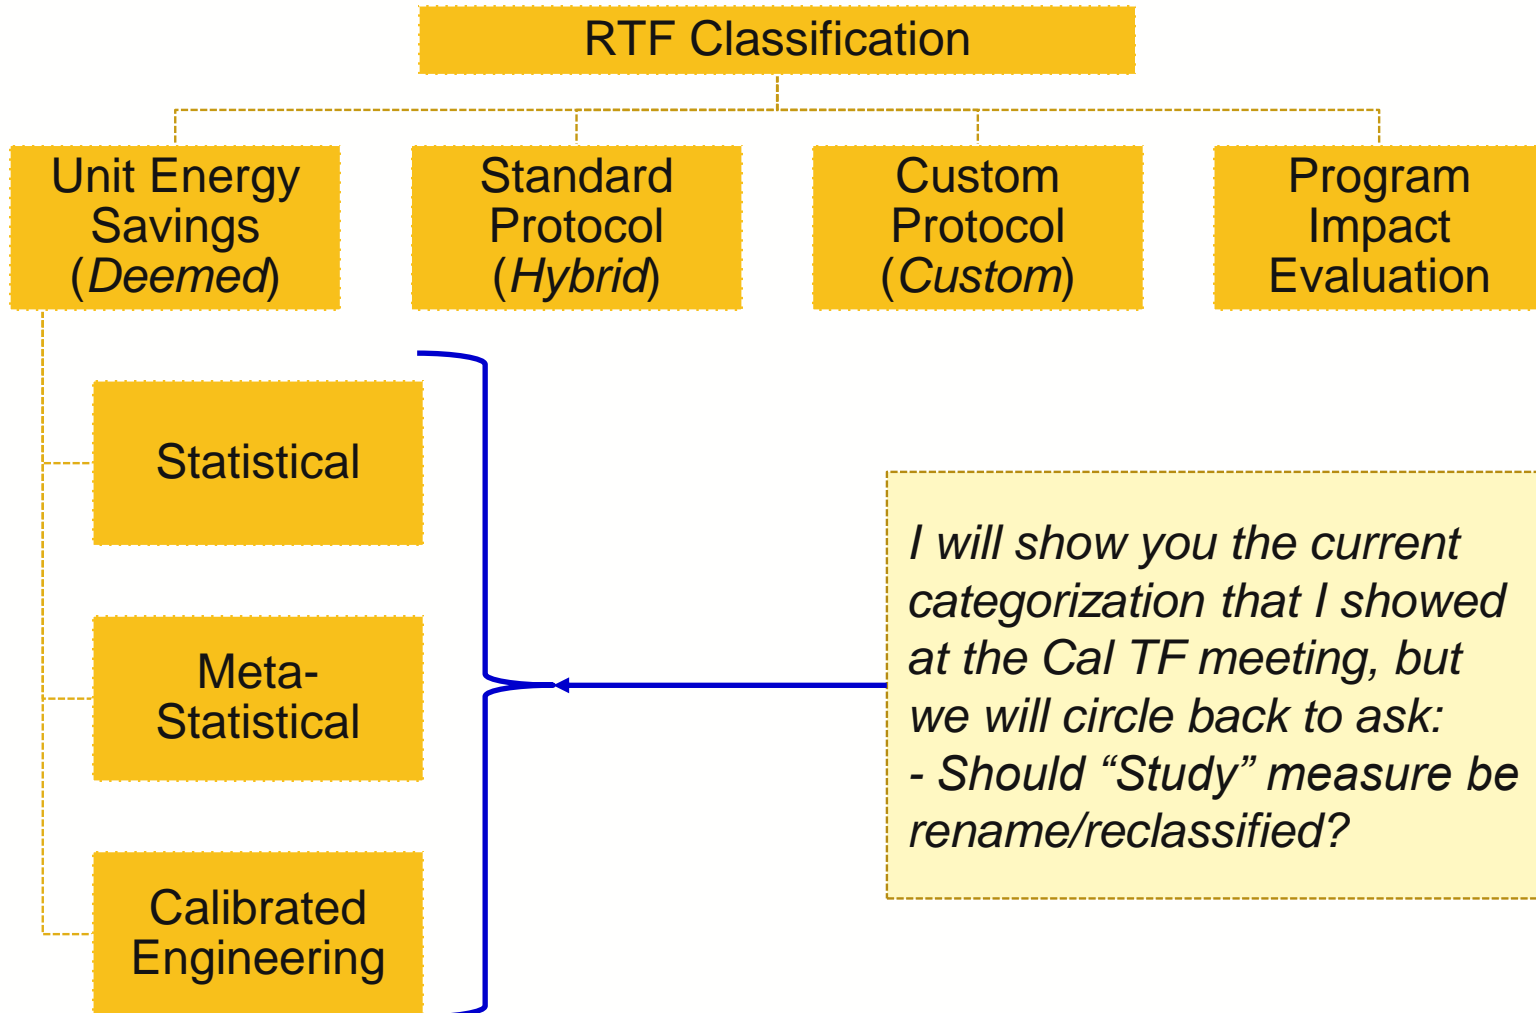 RTF Classification
Unit Energy
Savings
(Deemed)
Standard
Protocol
(Hybrid)
Custom
Protocol
(Custom)
Program
Impact
Evaluation
Statistical
Meta-
Statistical
Calibrated
Engineering
I will show you the current
categorization that I showed
at the Cal TF meeting, but
we will circle back to ask:
- Should “Study” measure be
rename/reclassified?